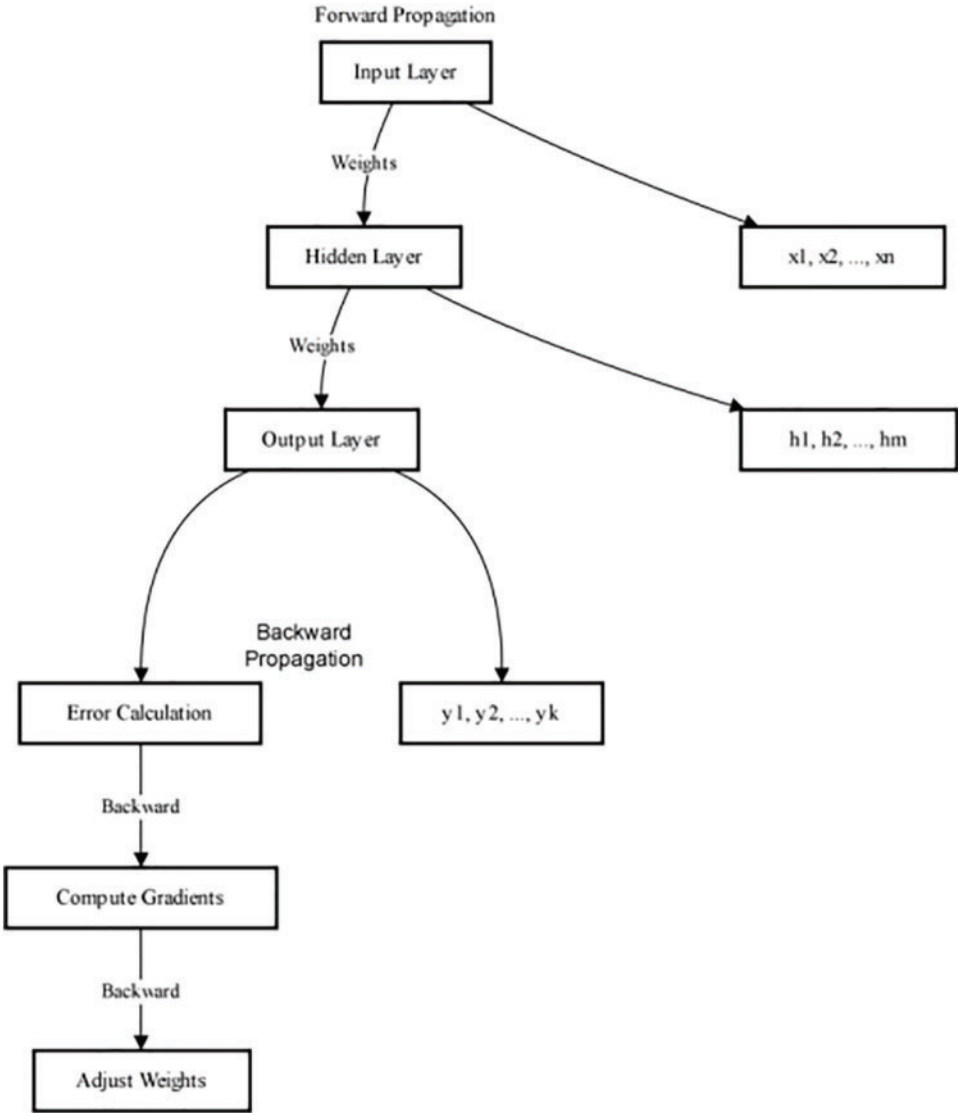 Forward Propagation
Input Layer
Weights
Hidden Layer
x1, x2, ..., xn
Weights
Output Layer
h1, h2, ..., hm
Backward
Propagation
Error Calculation
y1, y2, ..., yk
Backward
Compute Gradients
Backward
Adjust Weights